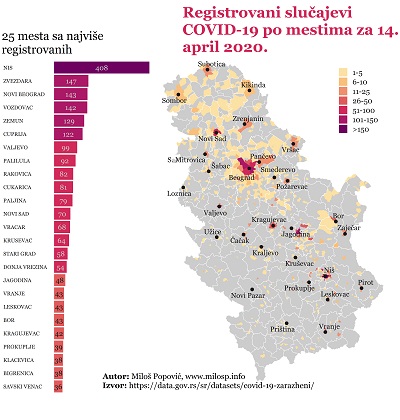 Registrovani slučajevi
COVID-19 po mestima za 14.
april 2020.
25 mesta sa najviše
registrovanih
NIS 408
ZVEZDARA 147
NOVI BEOGRAD 143
VOZDOVAC 142
ZEMUN 129
CUPRIJA 122
VALJEVO 99
PALILULA 92
RAKOVICA 82
CUKARICA 81
PALJINA 79
NOVI SAD 70
VRACAR 68
KRUSEVAC 64
STARI GRAD 58
DONJA VREZINA 54
JAGODINA 48
VRANJE 43
LESKOVAC 43
BOR 43
KRAGUJEVAC 42
PROKUPLJE 39
KLACEVICA 38
BIGRENICA 38
SAVSKI VENAC 36
1-5
6-10
11-25
26-50
51-100
101-150
>150
Subotica
Kikinda
Sombor
Zrenjanin
Novi Sad
Vršac
S. Mitrovica
Pančevo
Šabac
Beograd
Smederevo
Požarevac
Loznica
Valjevo
Kragujevac
Bor
Užice
Jagodina
Zaječar
Čačak
Kraljevo
Kruševac
Niš
Prokuplje
Pirot
Novi Pazar
Leskovac
Priština
Vranje
Autor: Miloš Popović, www.milosp.info
Izvor: https://data.gov.rs/sr/datasets/covid-19-zarazheni/